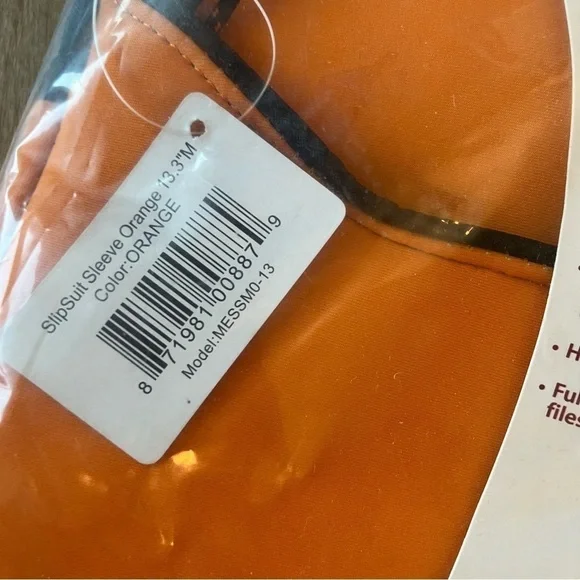 SlipSuit Sleeve Orange 13.3"M
Color:ORANGE
8 71981 00887 9
Model:MESSM0-13
• H
• Ful
files